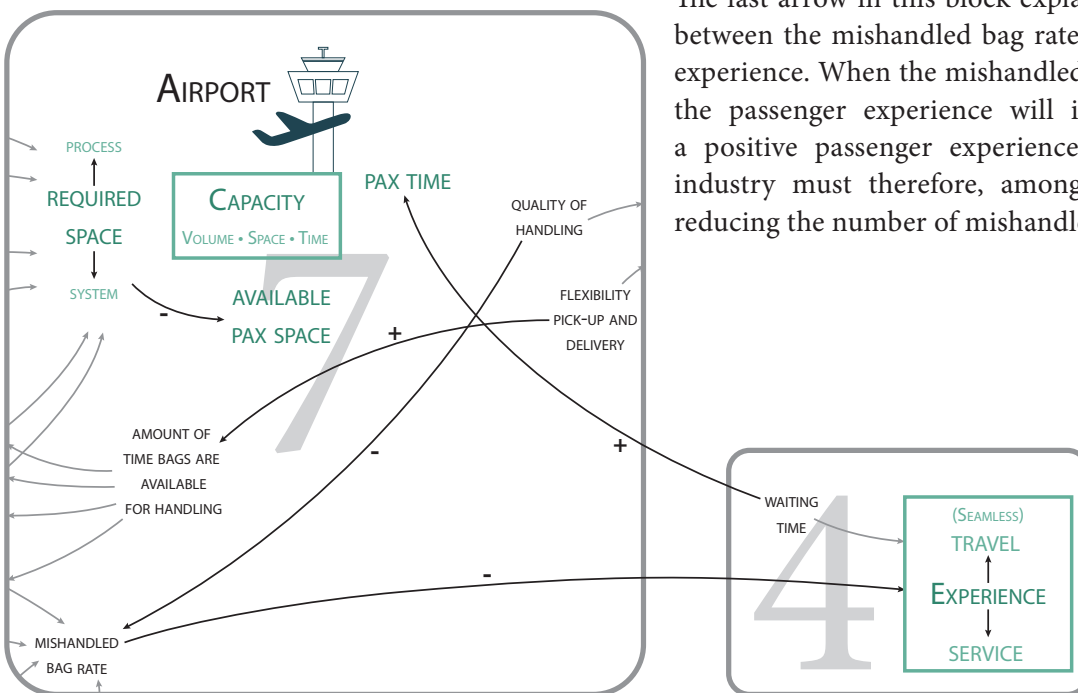 The last arrow in this block
between the mishandled bag rate
experience. When the mishandled
the passenger experience will
a positive passenger experience
industry must therefore, among
reducing the number of
AIRPORT
PROCESS
REQUIRED
SPACE
SYSTEM
CAPACITY
VOLUME • SPACE • TIME
PAX TIME
QUALITY OF
HANDLING
7
-
AVAILABLE
PAX SPACE
FLEXIBILITY
PICK-UP AND
DELIVERY
+
AMOUNT OF
TIME BAGS ARE
AVAILABLE
FOR HANDLING
-
+
WAITING
TIME
4
(SEAMLESS)
TRAVEL
EXPERIENCE
SERVICE
-
MISHANDLED
BAG RATE